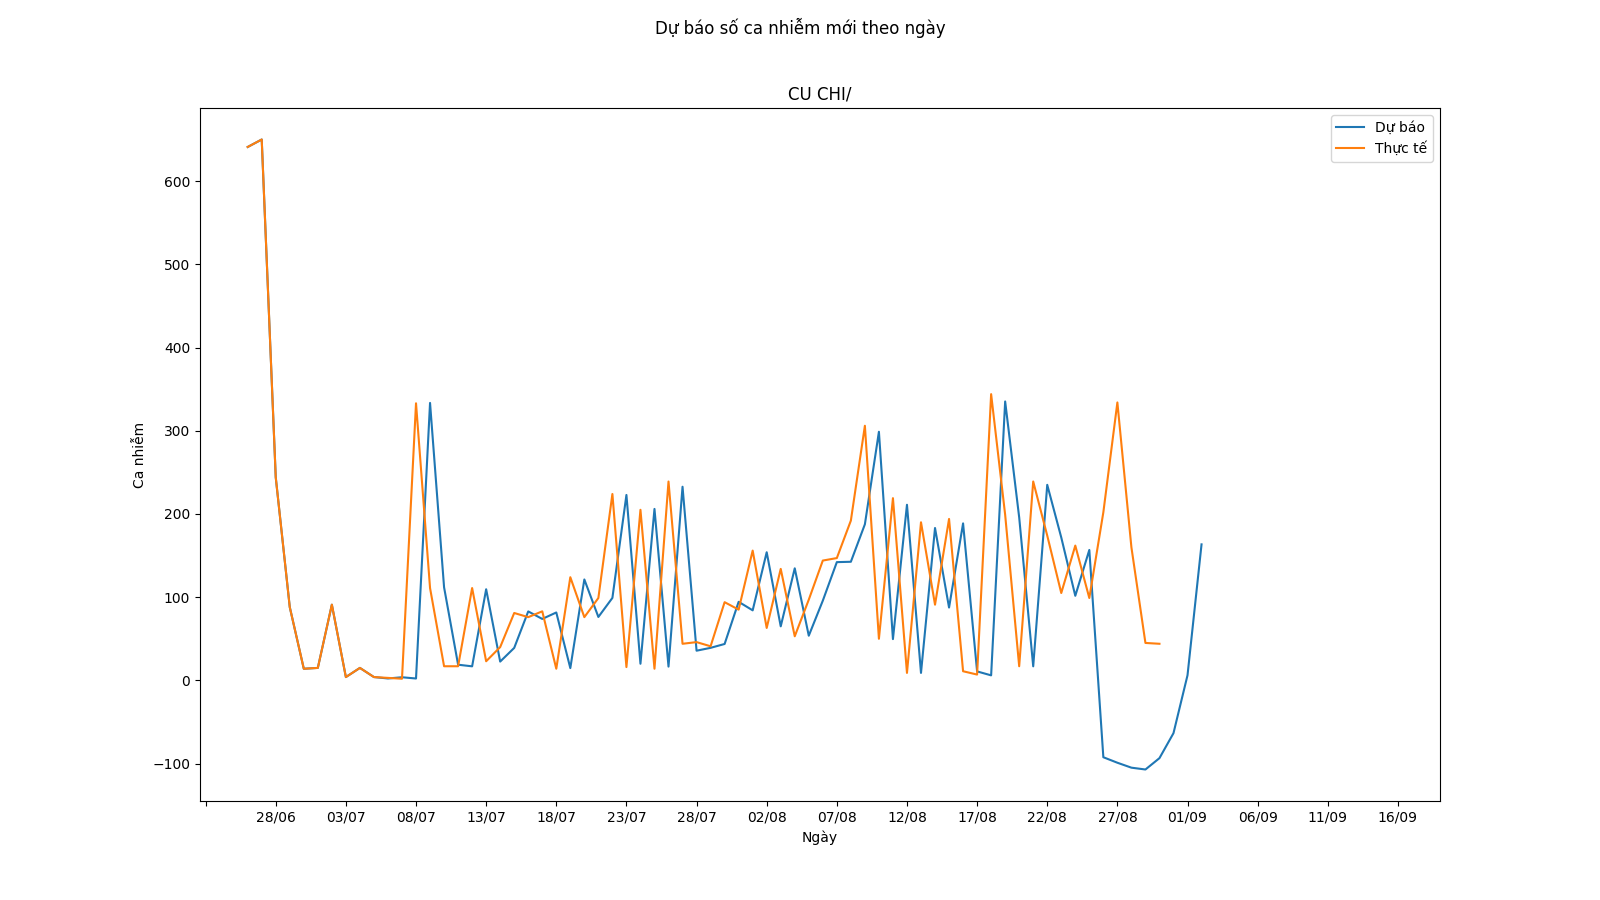 Dự báo số ca nhiễm mới theo ngày
CU CHI/
Dự báo
Thực tế
600
500
400
300
200
100
0
−100
Ca nhiễm
28/06 03/07 08/07 13/07 18/07 23/07 28/07 02/08 07/08 12/08 17/08 22/08 27/08 01/09 06/09 11/09 16/09
Ngày